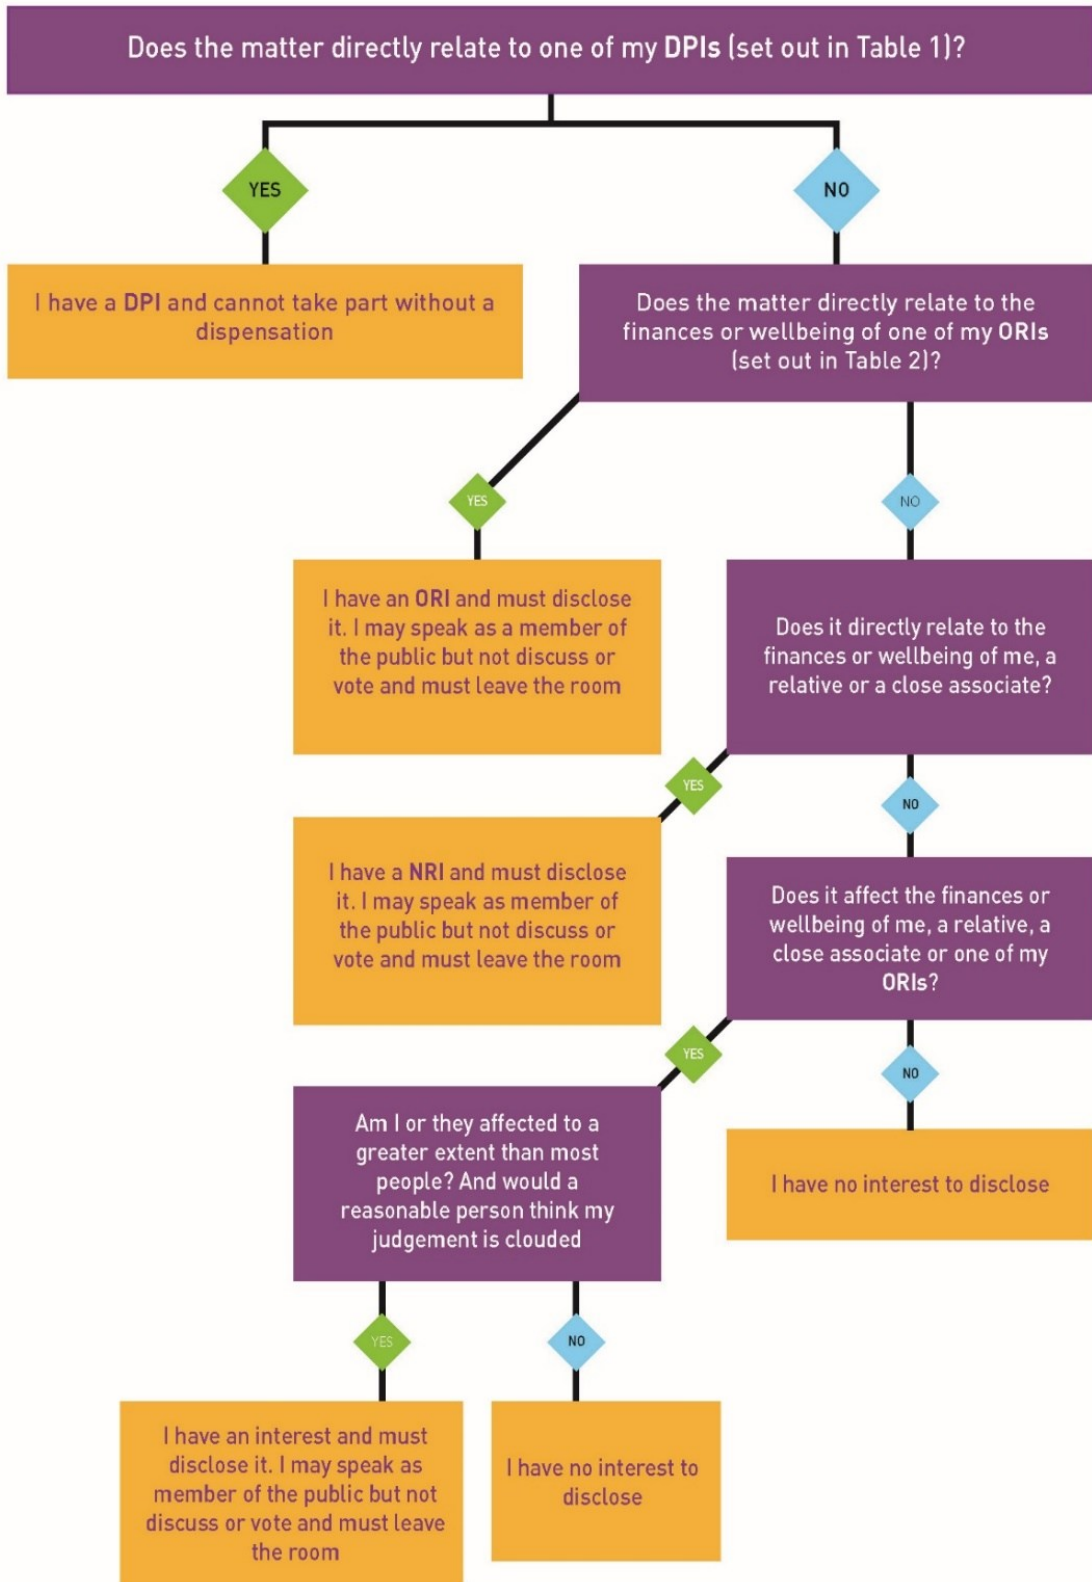 Does the matter directly relate to one of my DPIs (set out in Table 1)?
YES
NO
I have a DPI and cannot take part without a
dispensation
Does the matter directly relate to the
finances or wellbeing of one of my ORIs
(set out in Table 2)?
YES
NO
I have an ORI and must disclose
it. I may speak as a member of
the public but not discuss or
vote and must leave the room
Does it directly relate to the
finances or wellbeing of me, a
relative or a close associate?
YES
NO
I have a NRI and must disclose
it. I may speak as member of
the public but not discuss or
vote and must leave the room
Does it affect the finances or
wellbeing of me, a relative, a
close associate or one of my
ORIs?
YES
NO
Am I or they affected to a
greater extent than most
people? And would a
reasonable person think my
judgement is clouded
I have no interest to disclose
YES
NO
I have an interest and must
disclose it. I may speak as
member of the public but not
discuss or vote and must leave
the room
I have no interest to
disclose